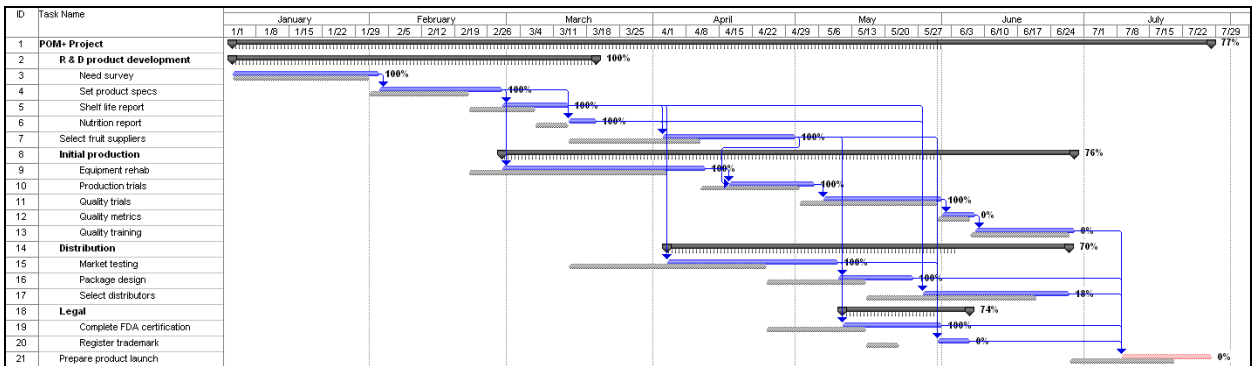 ID Task Name January February March April May June July
1/1 1/8 1/15 1/22 1/29 2/5 2/12 2/19 2/26 3/4 3/11 3/18 3/25 4/1 4/8 4/15 4/22 4/29 5/6 5/13 5/20 5/27 6/3 6/10 6/17 6/24 7/1 7/8 7/15 7/22 7/29
1 POM+ Project 77%
2 R & D product development 100%
3 Need survey 100%
4 Set product specs 100%
5 Shelf life report 100%
6 Nutrition report 100%
7 Select fruit suppliers 100%
8 Initial production 76%
9 Equipment rehab 100%
10 Production trials 100%
11 Quality trials 100%
12 Quality metrics 0%
13 Quality training 0%
14 Distribution 70%
15 Market testing 100%
16 Package design 100%
17 Select distributors 18%
18 Legal 74%
19 Complete FDA certification 100%
20 Register trademark 0%
21 Prepare product launch 0%